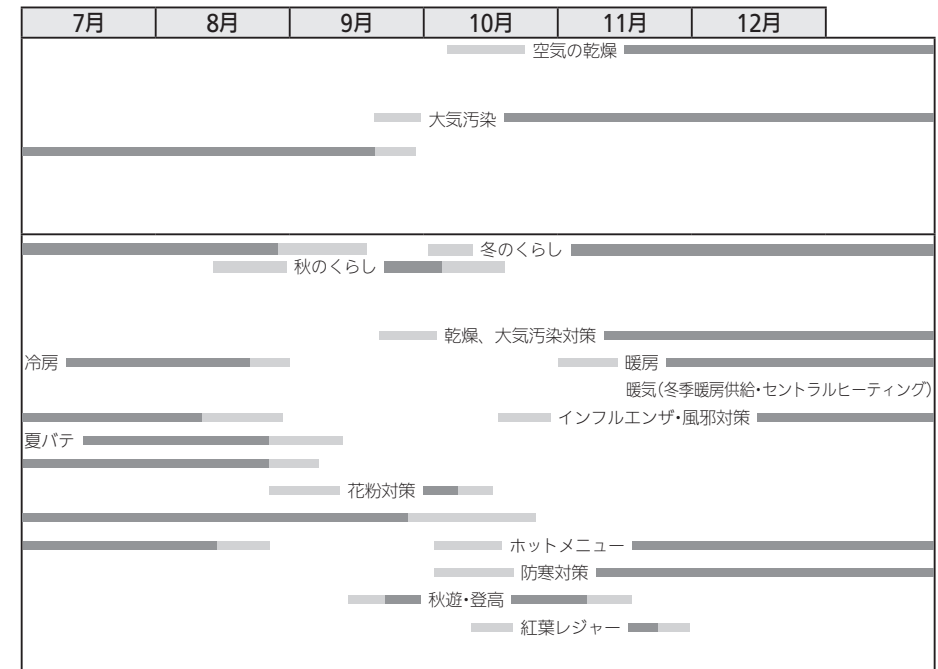 7月 8月 9月 10月 11月 12月
空気の乾燥
大気汚染
冬のくらし
秋のくらし
乾燥、大気汚染対策
冷房 暖房
暖気(冬季暖房供給・セントラルヒーティング)
インフルエンザ・風邪対策
夏バテ
花粉対策
ホットメニュー
防寒対策
秋遊・登高
紅葉レジャー